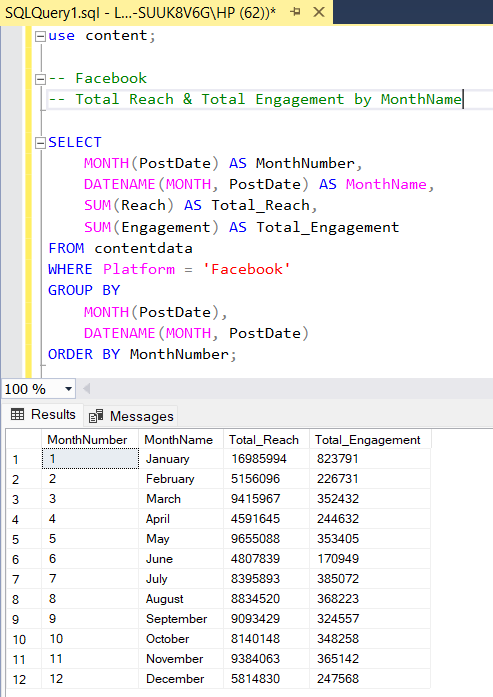 SQLQuery1.sql - L...-SUUK8V6G\HP (62))*
use content;
-- Facebook
-- Total Reach & Total Engagement by MonthName
SELECT
MONTH(PostDate) AS MonthNumber,
DATENAME(MONTH, PostDate) AS MonthName,
SUM(Reach) AS Total_Reach,
SUM(Engagement) AS Total_Engagement
FROM contentdata
WHERE Platform = 'Facebook'
GROUP BY
MONTH(PostDate),
DATENAME(MONTH, PostDate)
ORDER BY MonthNumber;
100 %
Results Messages
MonthNumber MonthName Total_Reach Total_Engagement
1 1 January 16985994 823791
2 2 February 5156096 226731
3 3 March 9415967 352432
4 4 April 4591645 244632
5 5 May 9655088 353405
6 6 June 4807839 170949
7 7 July 8395893 385072
8 8 August 8834520 368223
9 9 September 9093429 324557
10 10 October 8140148 348258
11 11 November 9384063 365142
12 12 December 5814830 247568